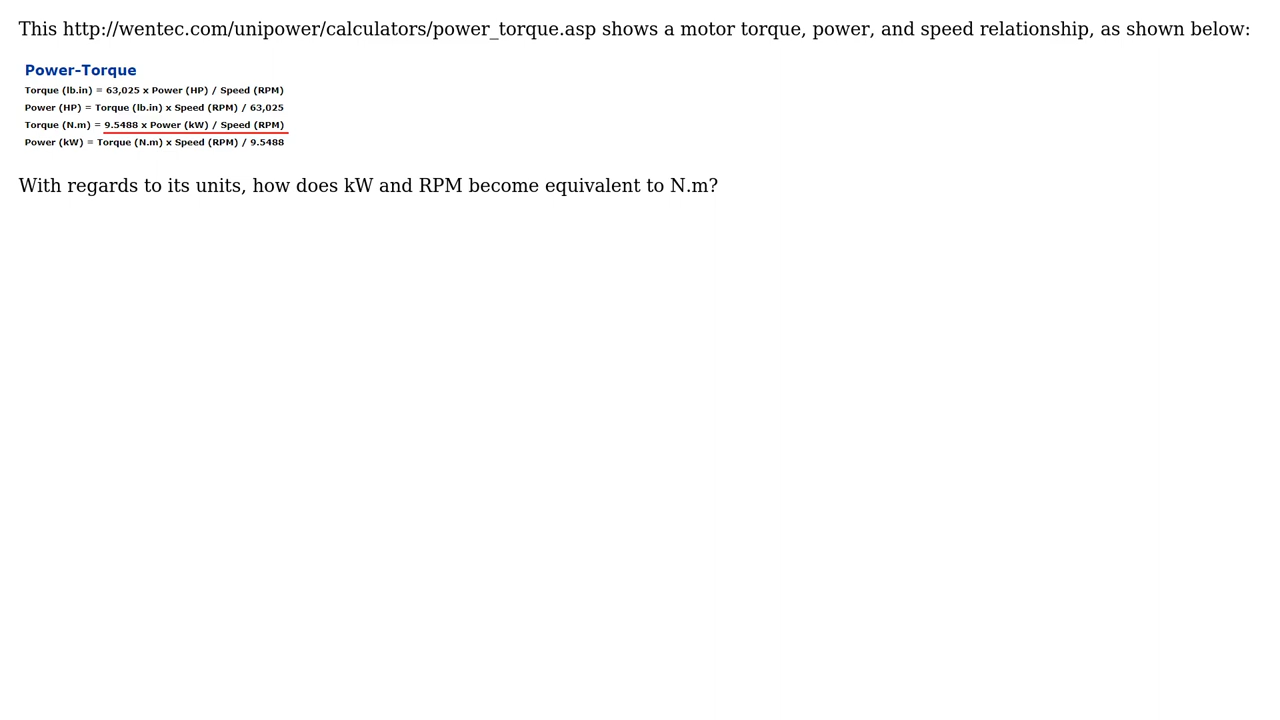 This http://wentec.com/unipower/calculators/power_torque.asp shows a motor torque, power, and speed relationship, as shown below:
Power-Torque
Torque (lb.in) = 63,025 x Power (HP) / Speed (RPM)
Power (HP) = Torque (lb.in) x Speed (RPM) / 63,025
Torque (N.m) = 9.5488 x Power (kW) / Speed (RPM)
Power (kW) = Torque (N.m) x Speed (RPM) / 9.5488
With regards to its units, how does kW and RPM become equivalent to N.m?